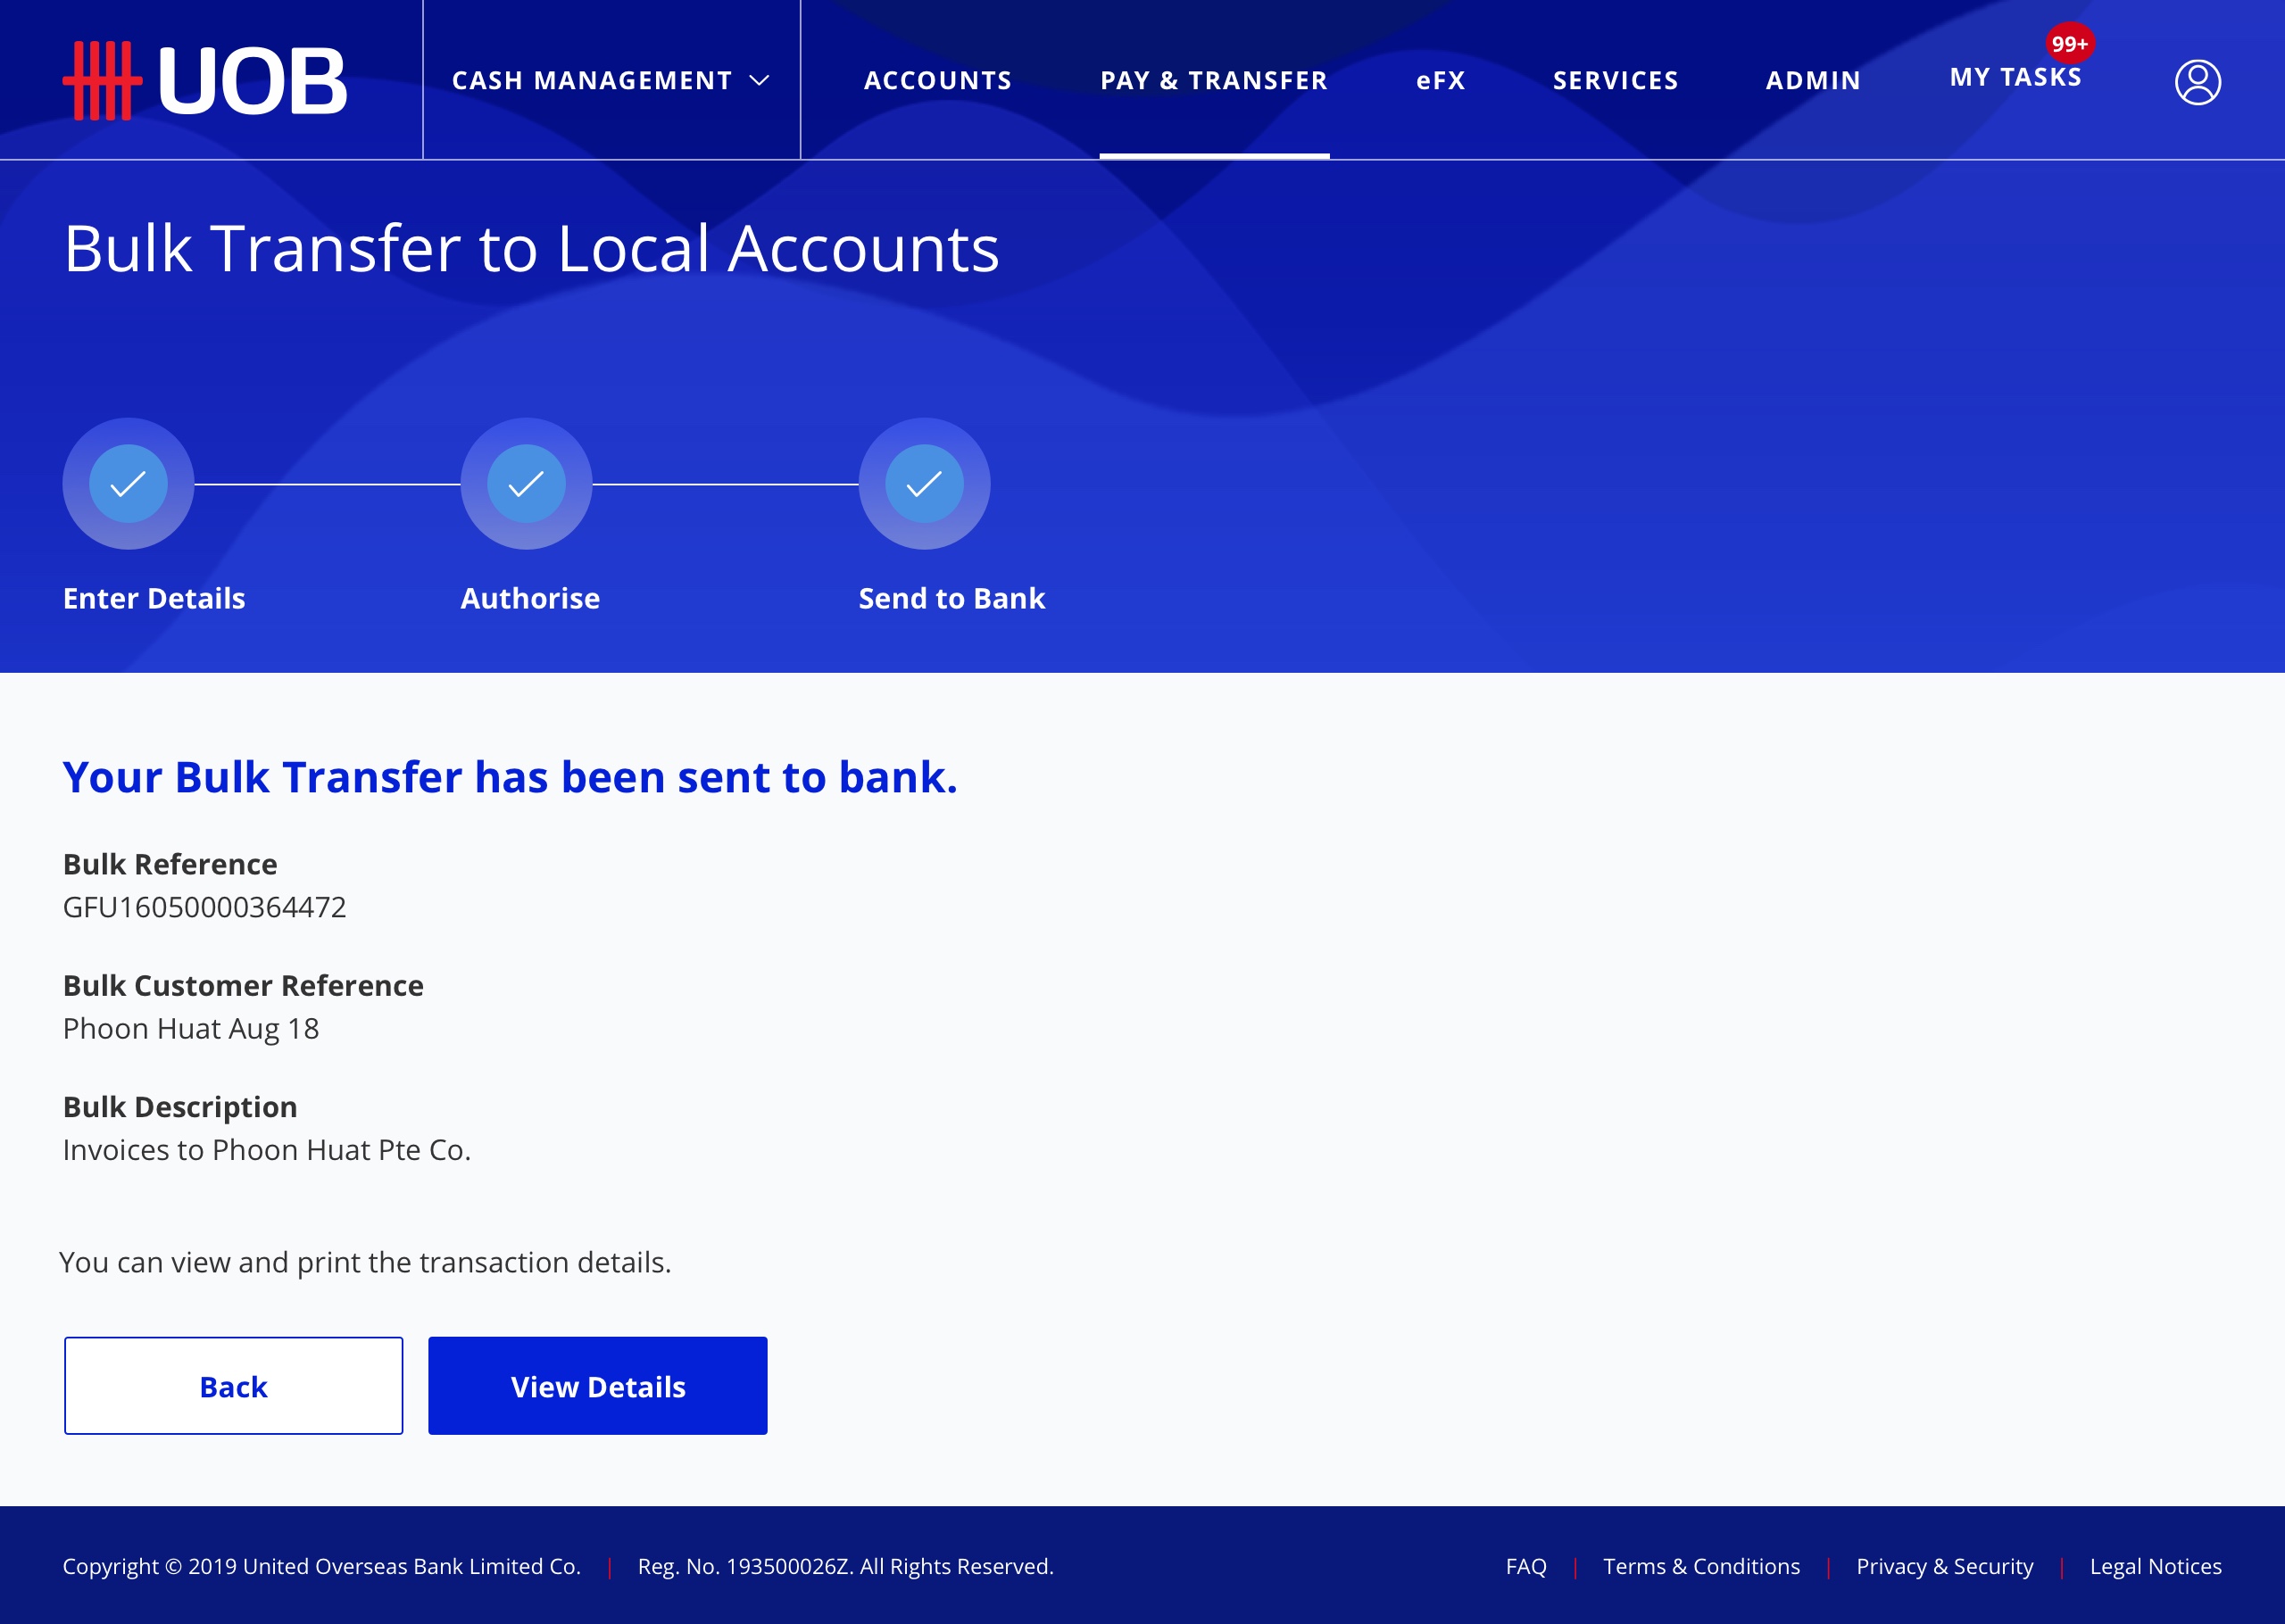 UOB
CASH MANAGEMENT
ACCOUNTS
PAY & TRANSFER
eFX
SERVICES
ADMIN
MY TASKS
99+
Bulk Transfer to Local Accounts
Enter Details
Authorise
Send to Bank
Your Bulk Transfer has been sent to bank.
Bulk Reference
GFU16050000364472
Bulk Customer Reference
Phoon Huat Aug 18
Bulk Description
Invoices to Phoon Huat Pte Co.
You can view and print the transaction details.
Back
View Details
Copyright © 2019 United Overseas Bank Limited Co. | Reg. No. 193500026Z. All Rights Reserved.
FAQ | Terms & Conditions | Privacy & Security | Legal Notices